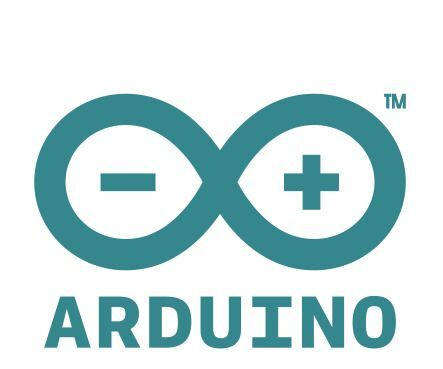 TM
- +
ARDUINO